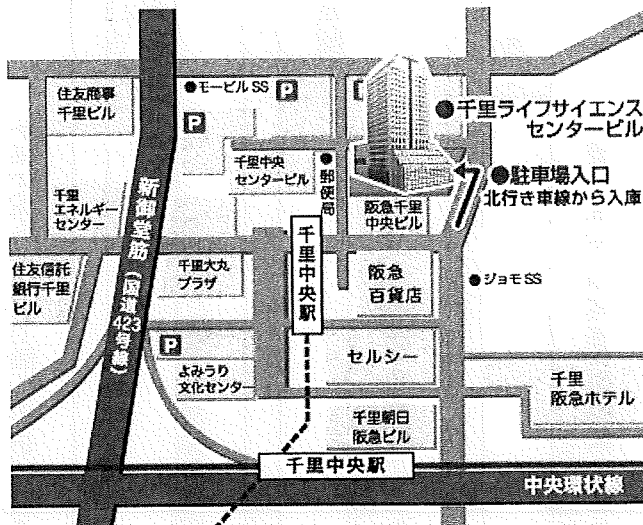 住友商事
千里ビル
●モービルSS
P
P
P
●千里ライフサイエンス
センタービル
千里
エネルギー
センター
新御堂筋（国道423号線）
千里中央
センタービル
●郵便局
●駐車場入口
北行き車線から入庫
阪急千里
中央ビル
住友信託
銀行千里
ビル
千里大丸
プラザ
千里中央駅
阪急
百貨店
●ジョモSS
P
よみうり
文化センター
セルシー
千里
阪急ホテル
千里朝日
阪急ビル
千里中央駅
中央環状線